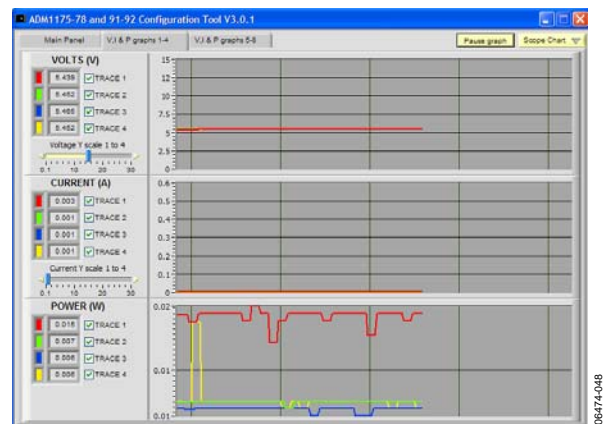 ADM1175-78 and 91-92 Configuration Tool V3.0.1
Main Panel
V,I & P graphs 1-4
V,I & P graphs 5-8
Pause graph
Scope Chart
VOLTS (V)
5.439 TRACE 1
5.452 TRACE 2
5.465 TRACE 3
5.452 TRACE 4
Voltage Y scale 1 to 4
0.1 10 20 30
15
12
10
7.5
5
2.5
0
CURRENT (A)
0.003 TRACE 1
0.001 TRACE 2
0.001 TRACE 3
0.001 TRACE 4
Current Y scale 1 to 4
0.1 10 20 30
0.6
0.5
0.4
0.3
0.2
0.1
0
POWER (W)
TRACE 1
0.007 TRACE 2
0.006 TRACE 3
0.006 TRACE 4
0.02
0.01
0.01
06474-048